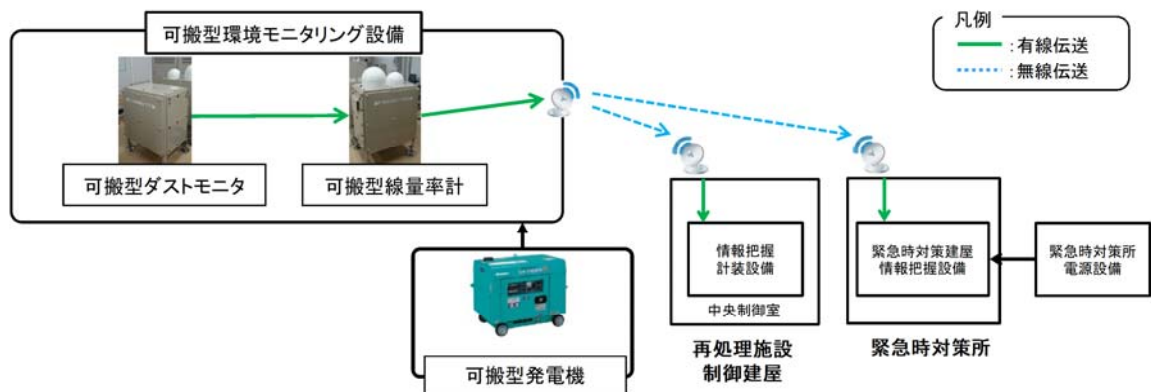 可搬型環境モニタリング設備
凡例
:有線伝送
:無線伝送
可搬型ダストモニタ
可搬型線量率計
情報把握
計装設備
中央制御室
緊急時対策建屋
情報把握設備
緊急時対策所
電源設備
再処理施設
制御建屋
緊急時対策所
可搬型発電機